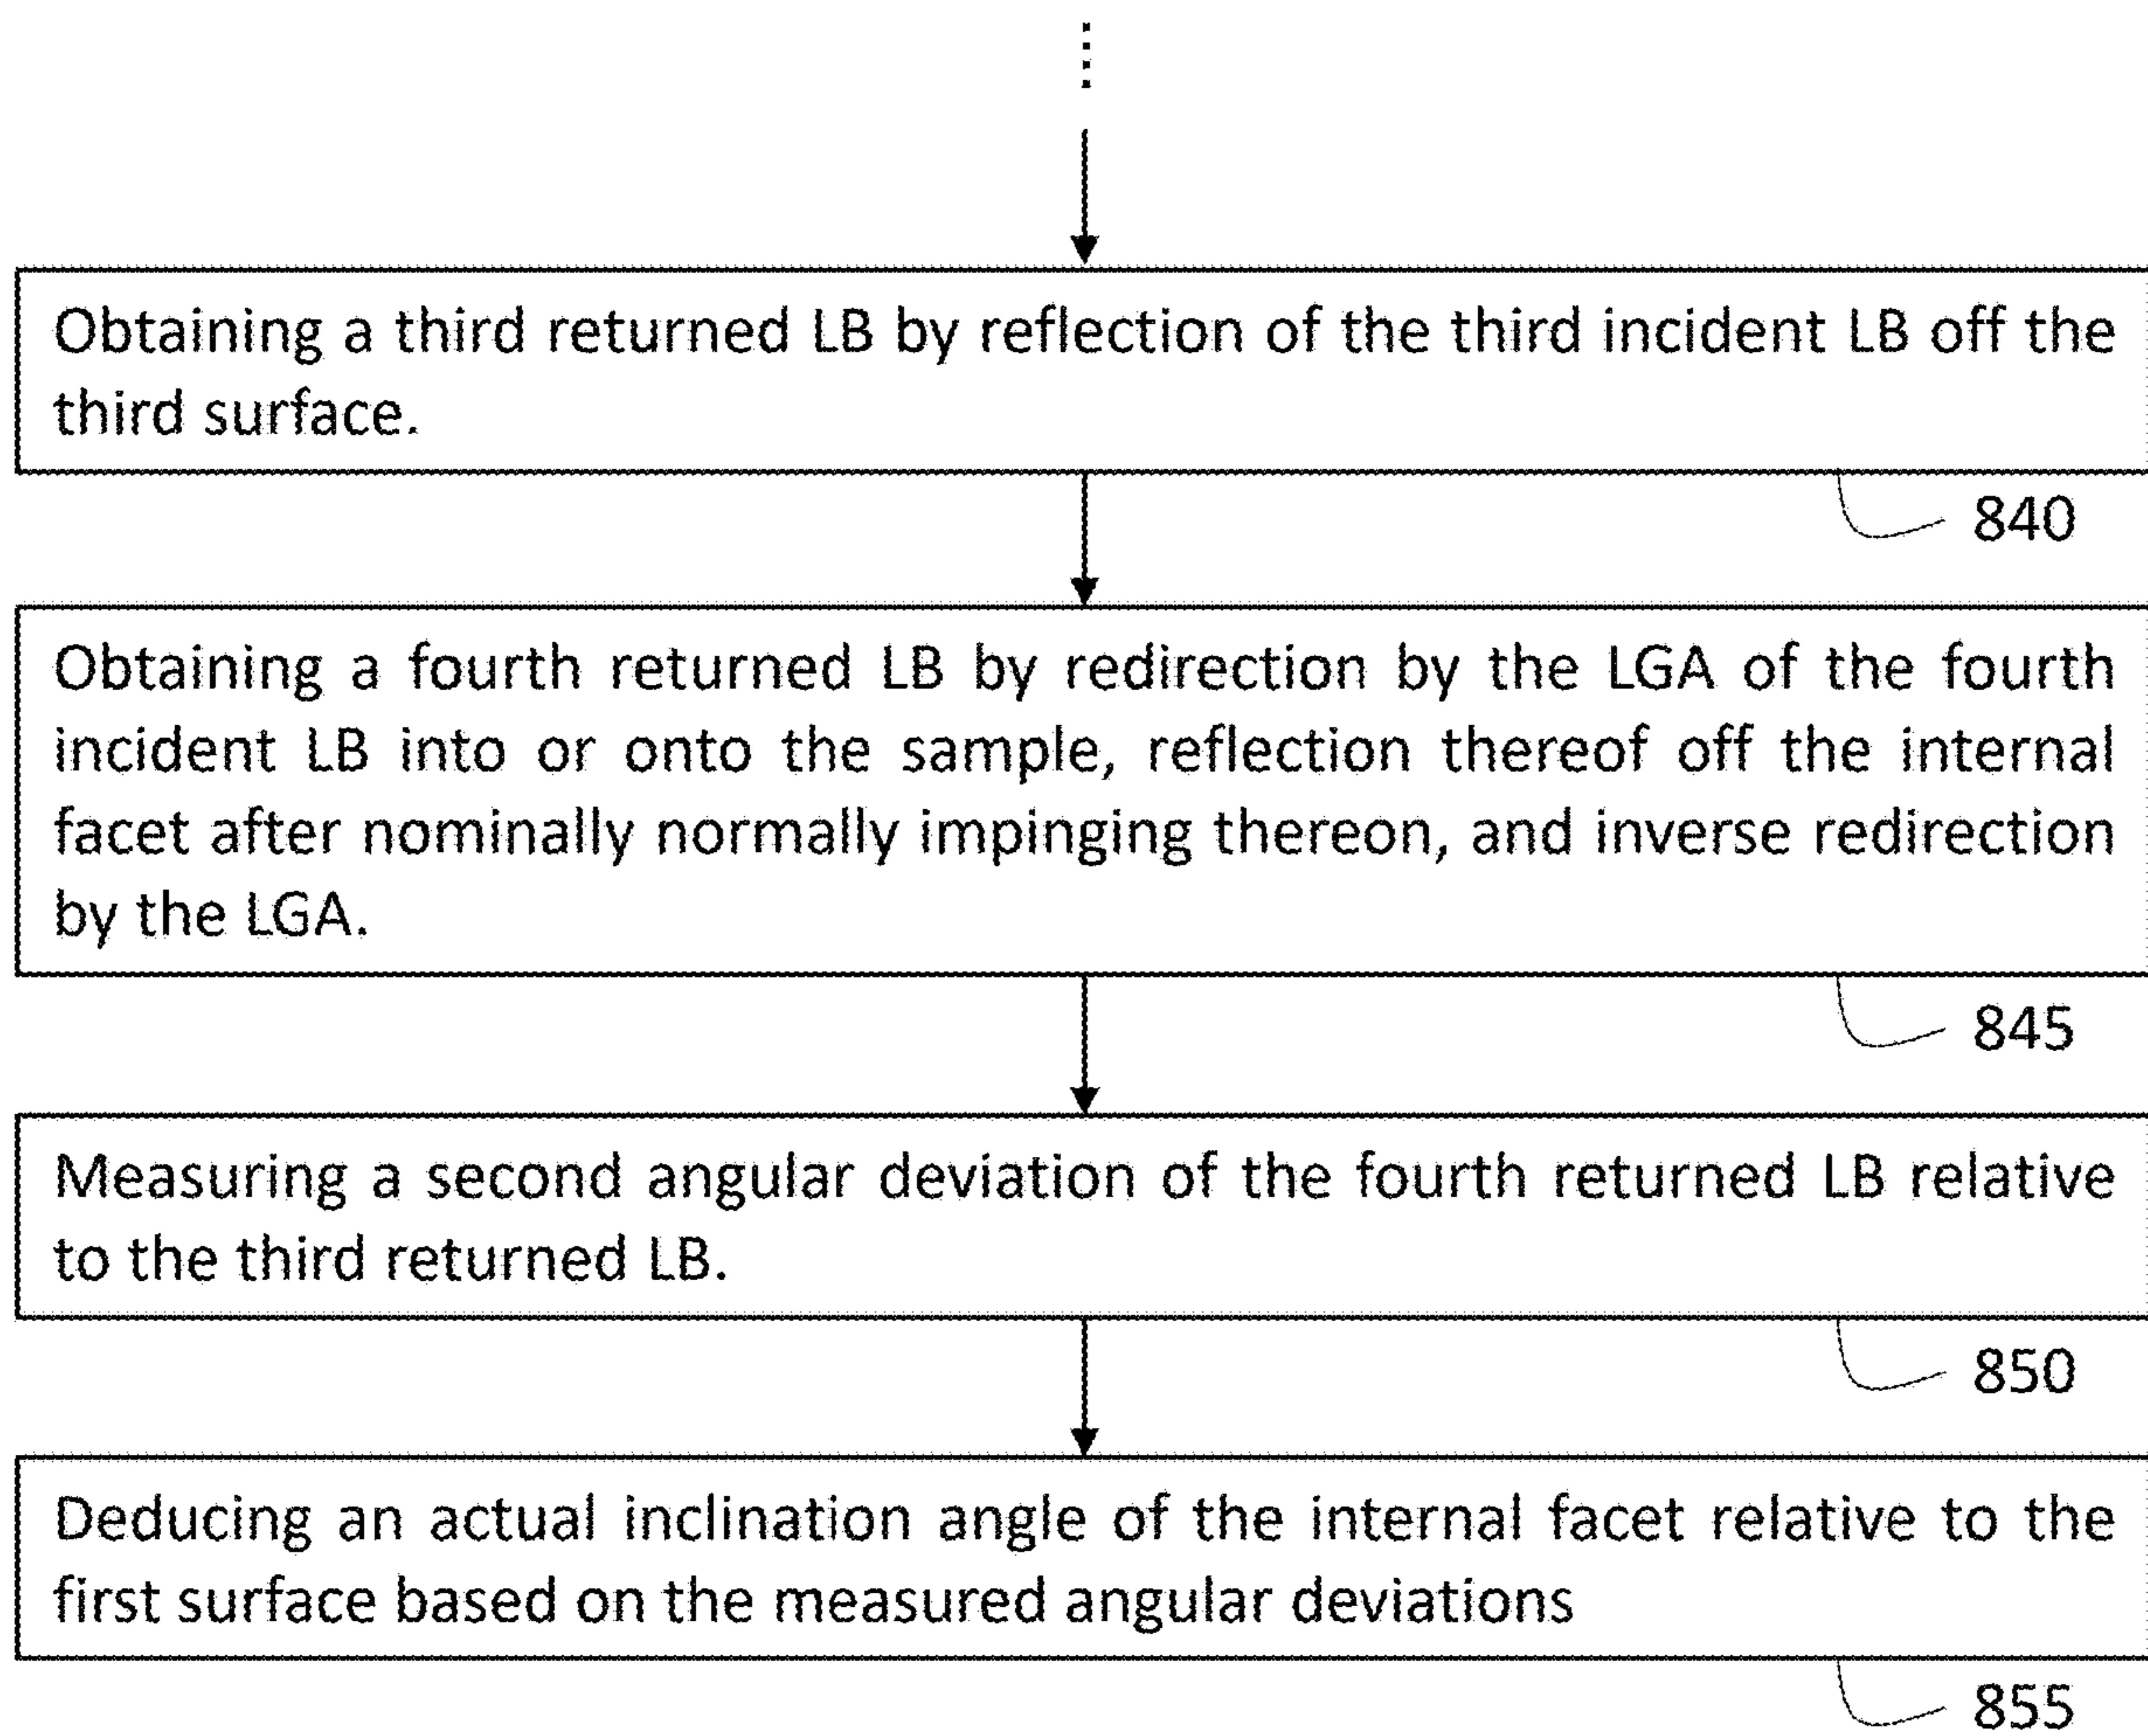 Obtaining a third returned LB by reflection of the third incident LB off the
third surface.
840
Obtaining a fourth returned LB by redirection by the LGA of the fourth
incident LB into or onto the sample, reflection thereof off the internal
facet after nominally normally impinging thereon, and inverse redirection
by the LGA.
845
Measuring a second angular deviation of the fourth returned LB relative
to the third returned LB.
850
Deducing an actual inclination angle of the internal facet relative to the
first surface based on the measured angular deviations
855